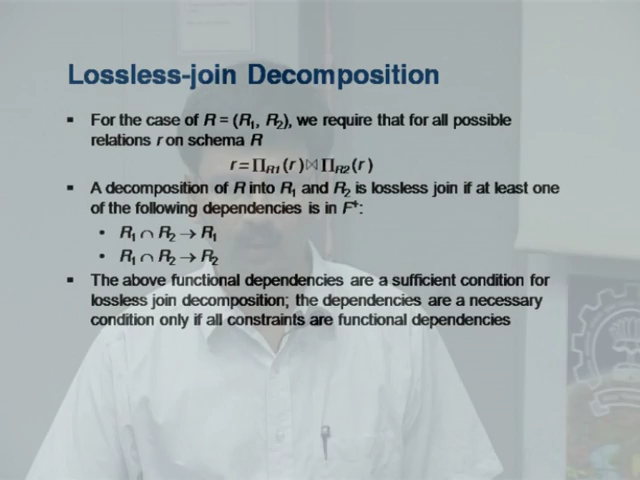 Lossless-join Decomposition
▪ For the case of R = (R₁, R₂), we require that for all possible
relations r on schema R
r = ∏R1 (r) ⋈ ∏R2 (r)
▪ A decomposition of R into R₁ and R₂ is lossless join if at least one
of the following dependencies is in F⁺:
• R₁ ∩ R₂ → R₁
• R₁ ∩ R₂ → R₂
▪ The above functional dependencies are a sufficient condition for
lossless join decomposition; the dependencies are a necessary
condition only if all constraints are functional dependencies